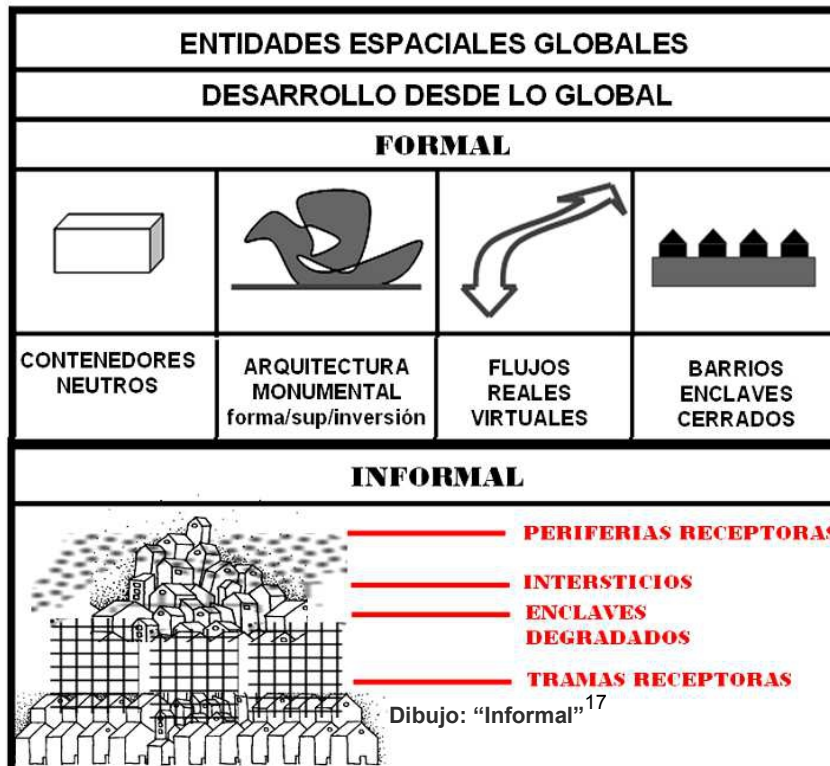 ENTIDADES ESPACIALES GLOBALES
DESARROLLO DESDE LO GLOBAL
FORMAL
CONTENEDORES
NEUTROS
ARQUITECTURA
MONUMENTAL
forma/sup/inversión
FLUJOS
REALES
VIRTUALES
BARRIOS
ENCLAVES
CERRADOS
INFORMAL
PERIFERIAS RECEPTORAS
INTERSTICIOS
ENCLAVES
DEGRADADOS
TRAMAS RECEPTORAS
Dibujo: “Informal”17